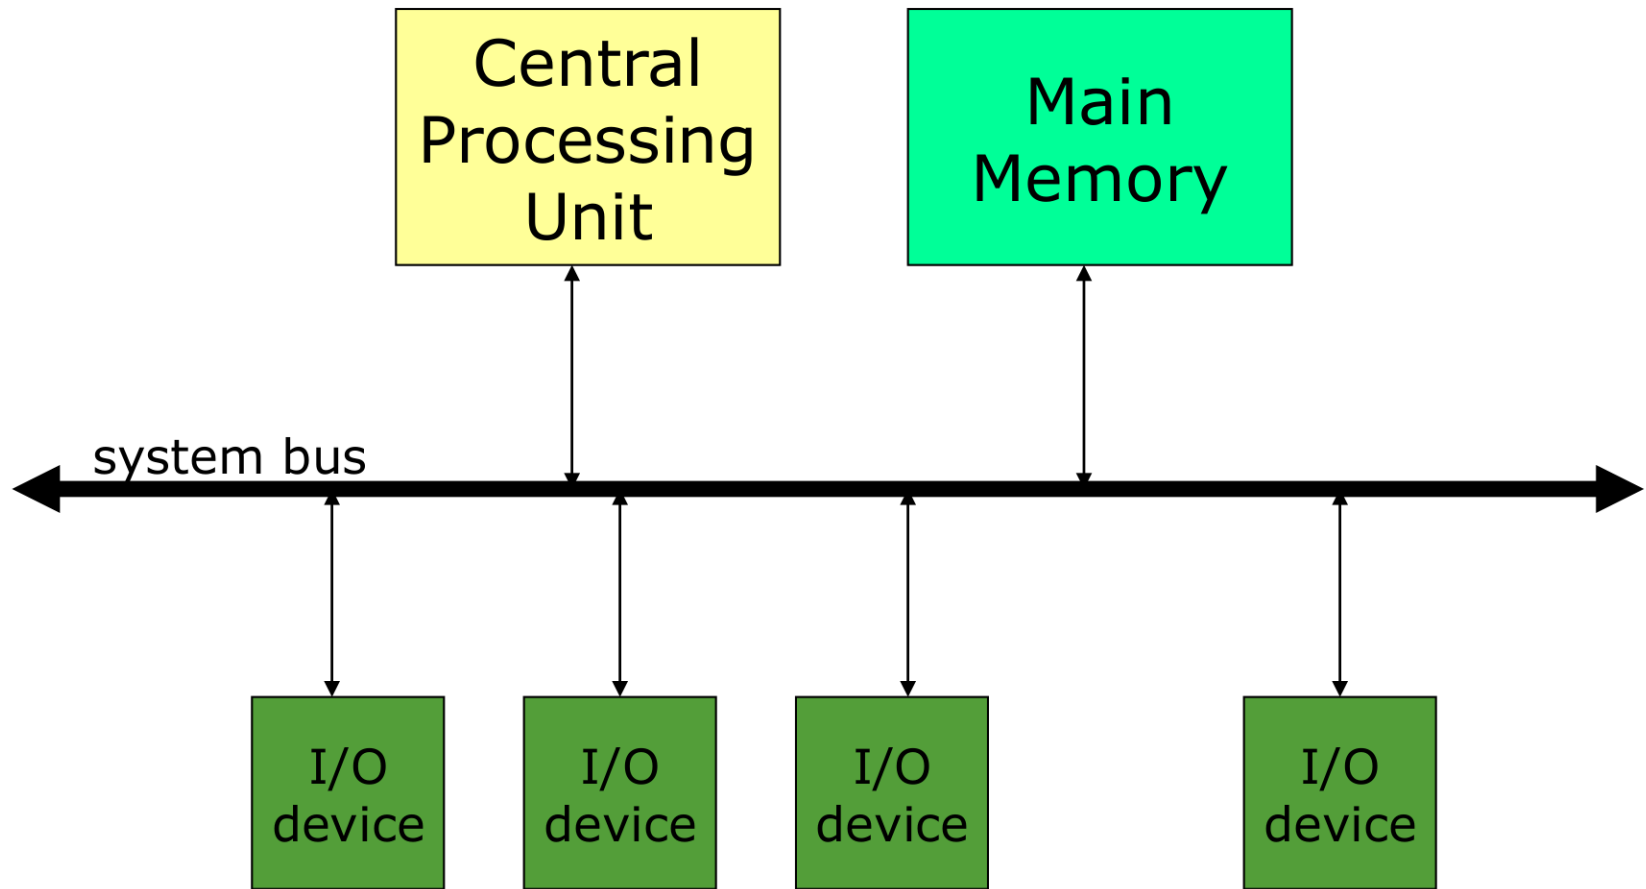 Central
Processing
Unit
Main
Memory
system bus
I/O
device
I/O
device
I/O
device
I/O
device